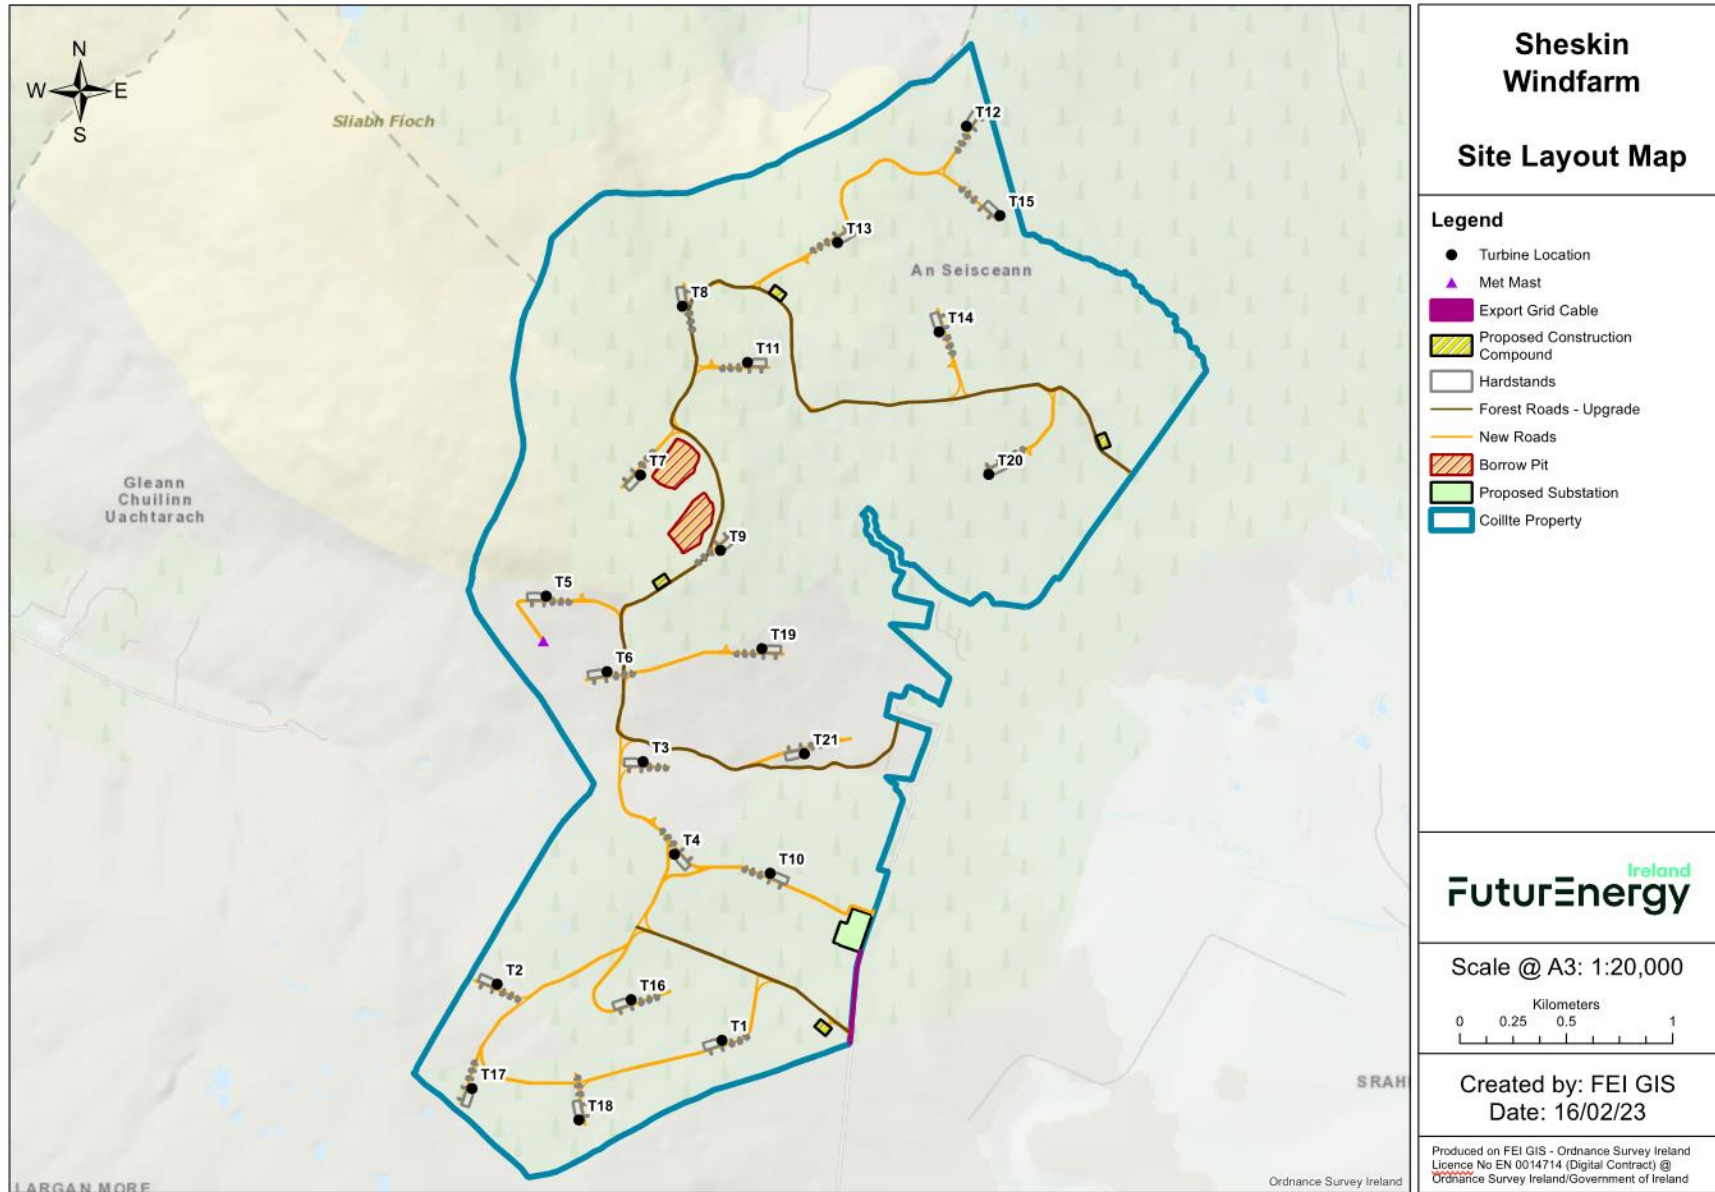 N
W
E
S
Sliabh Fíoch
T12
T15
T13
An Seisceann
T8
T14
T11
T7
T20
Gleann
Chuilinn
Uachtarach
T9
T5
T19
T6
T3
T21
T4
T10
T2
T16
T1
T17
T18
SRAH
LARGAN MORE
Ordnance Survey Ireland
Sheskin
Windfarm
Site Layout Map
Legend
Turbine Location
Met Mast
Export Grid Cable
Proposed Construction
Compound
Hardstands
Forest Roads - Upgrade
New Roads
Borrow Pit
Proposed Substation
Coillte Property
Ireland
FuturEnergy
Scale @ A3: 1:20,000
Kilometers
0 0.25 0.5 1
Created by: FEI GIS
Date: 16/02/23
Produced on FEI GIS - Ordnance Survey Ireland
Licence No EN 0014714 (Digital Contract) @
Ordnance Survey Ireland/Government of Ireland